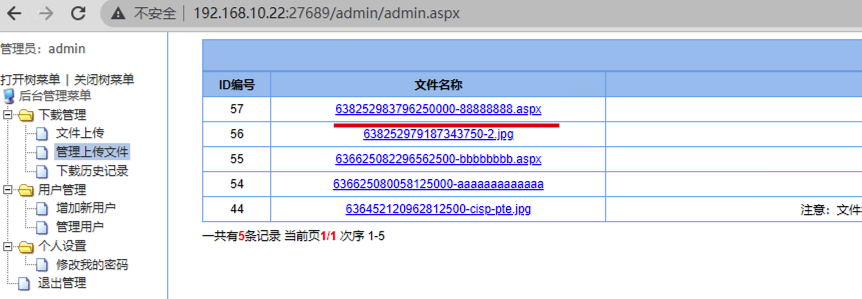 不安全 | 192.168.10.22:27689/admin/admin.aspx
管理员：admin
打开树菜单 | 关闭树菜单
后台管理菜单
下载管理
文件上传
管理上传文件
下载历史记录
用户管理
增加新用户
管理用户
个人设置
修改我的密码
退出管理
ID编号 文件名称
57 638252983796250000-88888888.aspx
56 638252979187343750-2.jpg
55 636625082296562500-bbbbbbbb.aspx
54 636625080058125000-aaaaaaaaaaaaa
44 636452120962812500-cisp-pte.jpg 注意：文件
一共有5条记录 当前页1/1 次序 1-5